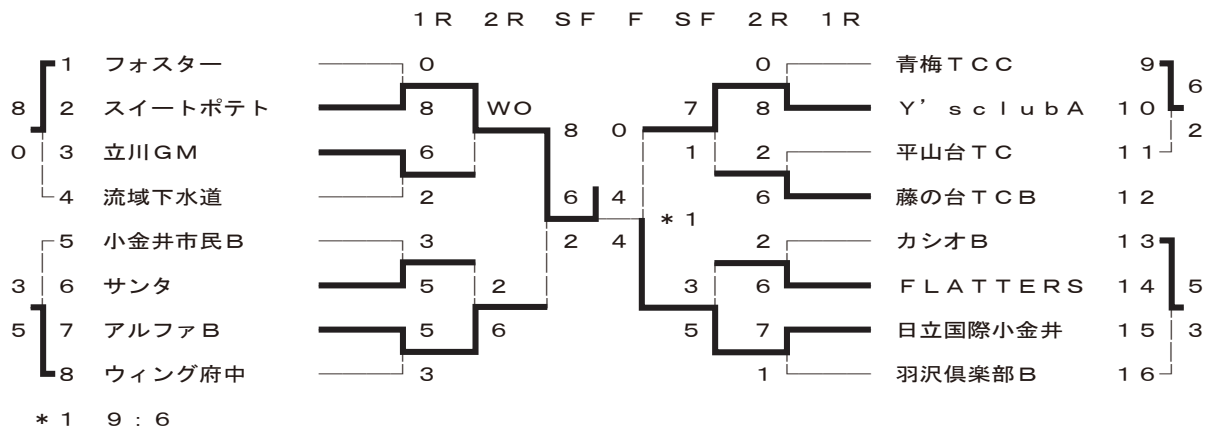 1R 2R SF F SF 2R 1R
1 フォスター 0 0 青梅TCC 9
6
8 2 スイートポテト 8 WO 7 8 Y'sclubA 10
8 0 2
0 3 立川GM 6 1 2 平山台TC 11
4 流域下水道 2 6 4 6 藤の台TCB 12
*1
5 小金井市民B 3 2 4 2 カシオB 13
3 6 サンタ 5 2 3 6 FLATTERS 14 5
5 7 アルファB 5 6 5 7 日立国際小金井 15 3
8 ウィング府中 3 1 羽沢倶楽部B 16
*1 9:6